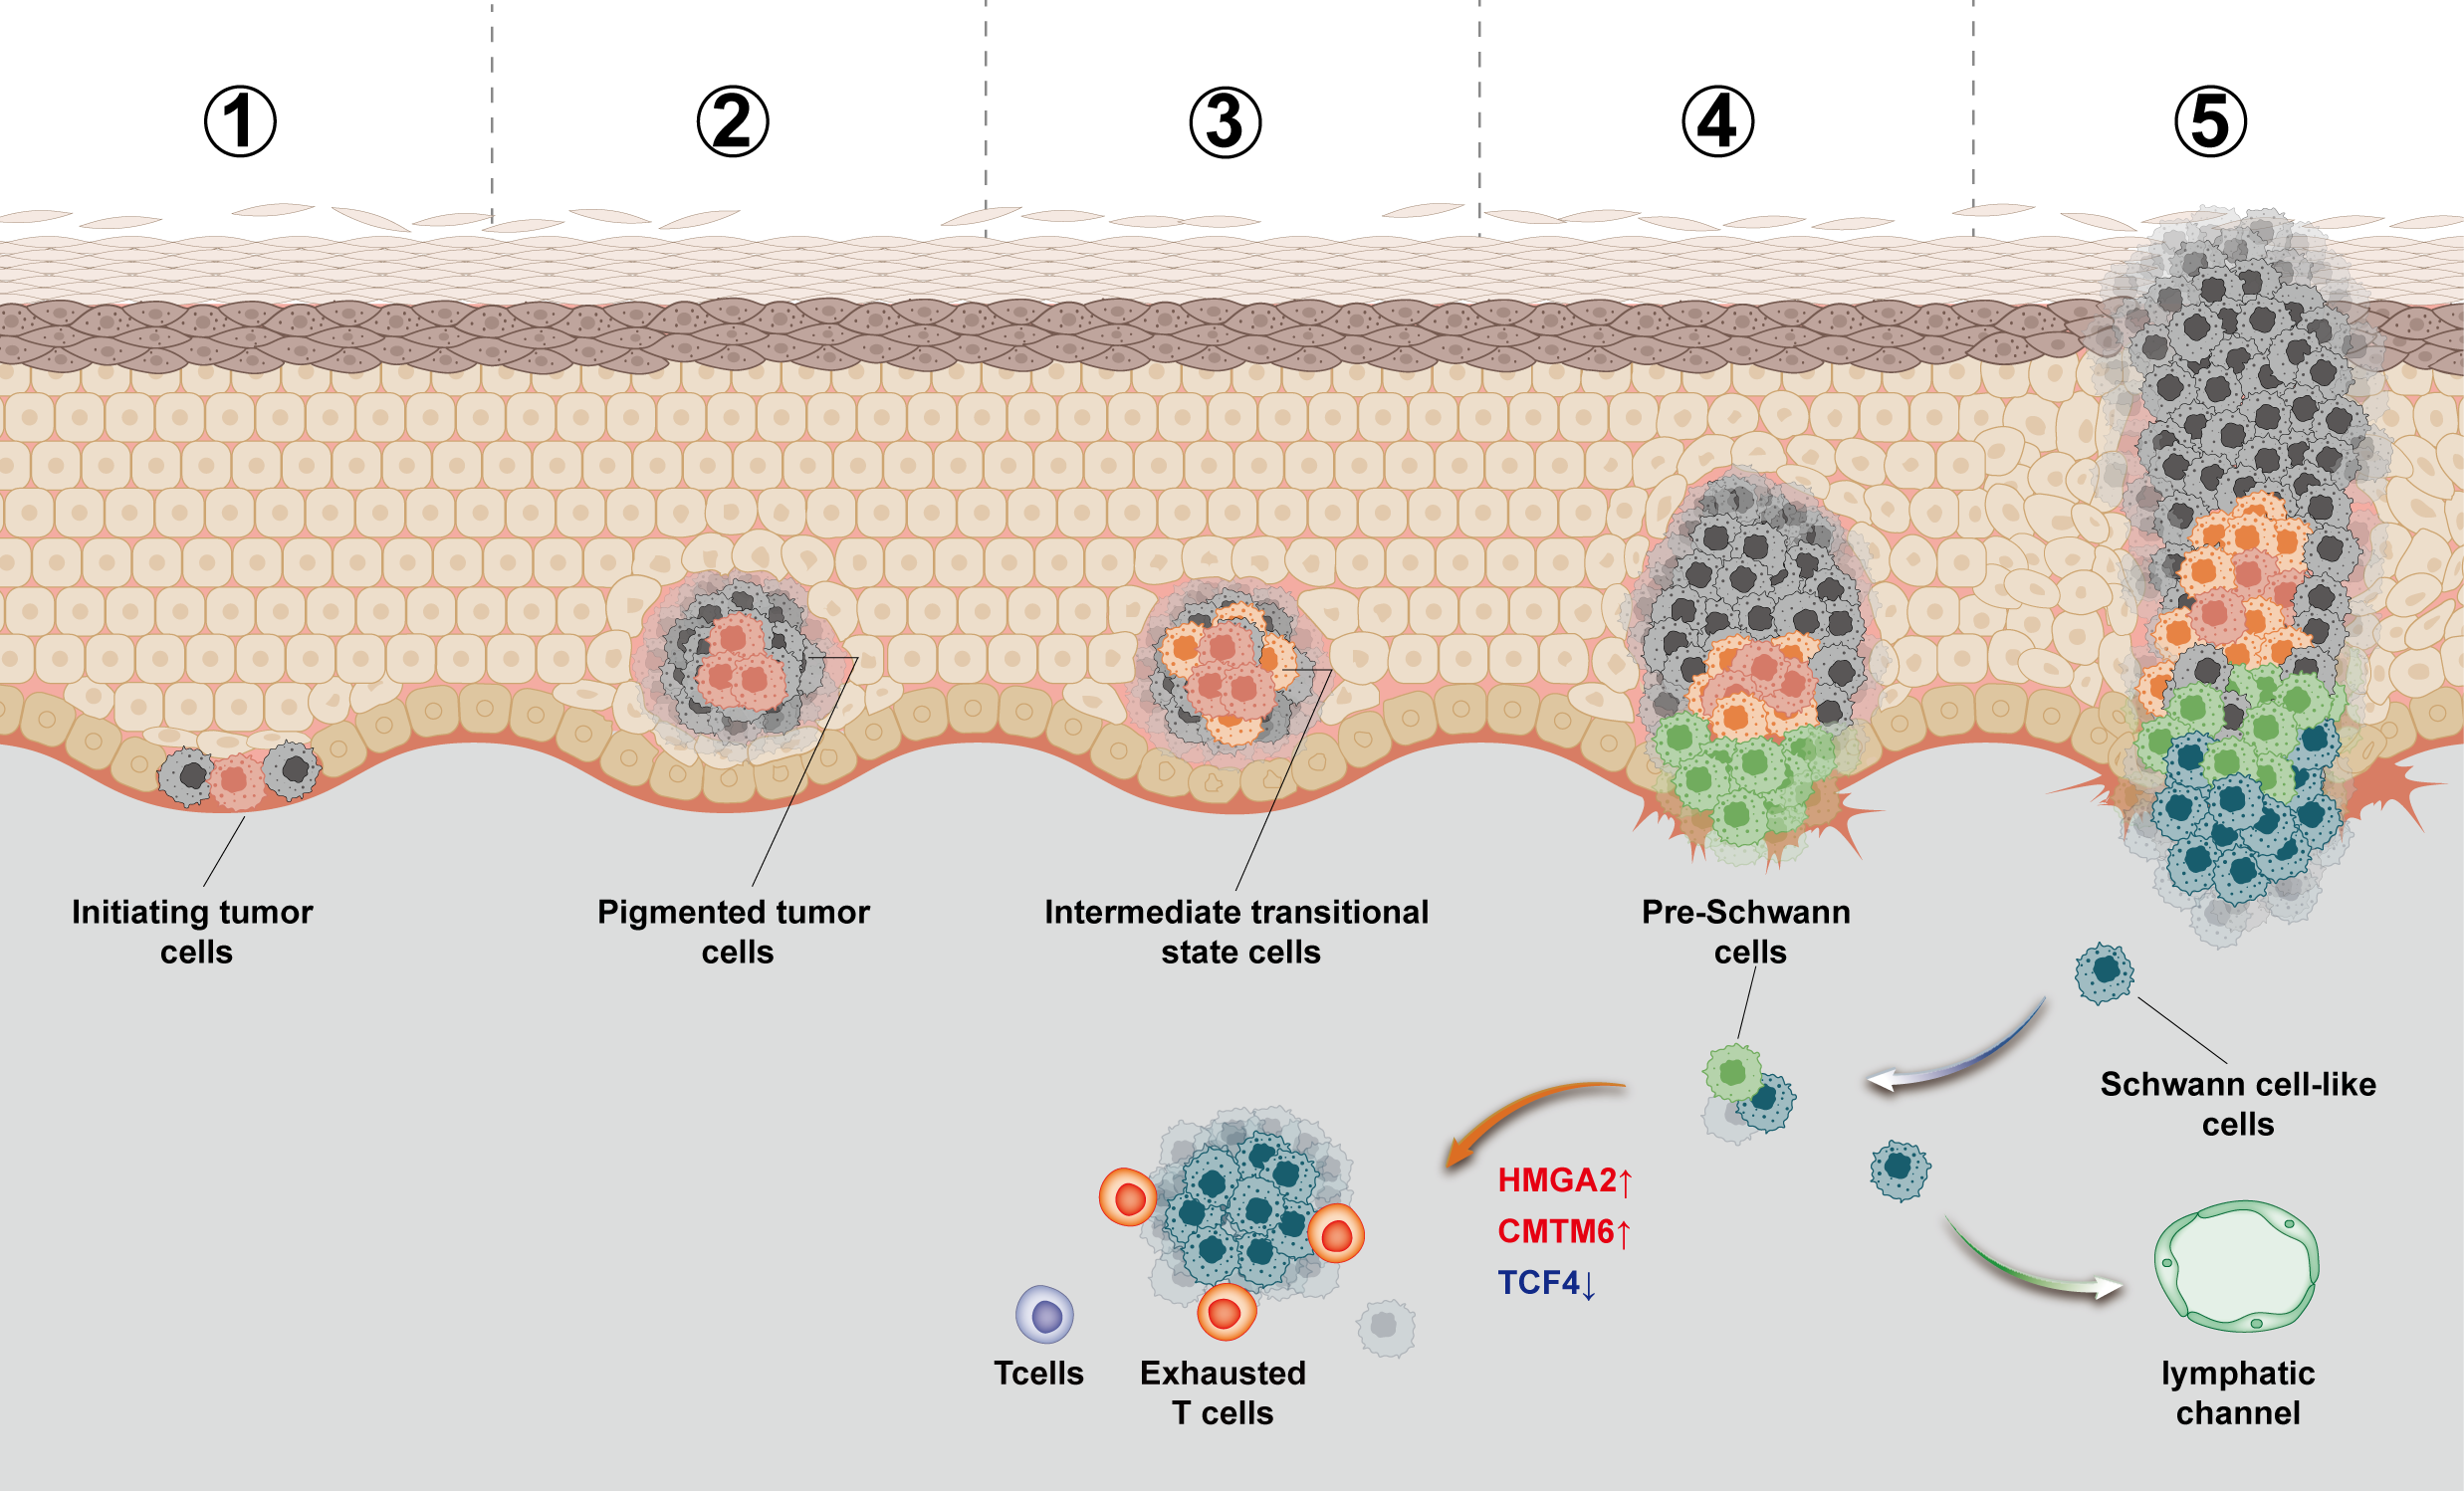 ①
②
③
④
⑤
Initiating tumor
cells
Pigmented tumor
cells
Intermediate transitional
state cells
Pre-Schwann
cells
Schwann cell-like
cells
HMGA2↑
CMTM6↑
TCF4↓
Tcells
Exhausted
T cells
lymphatic
channel